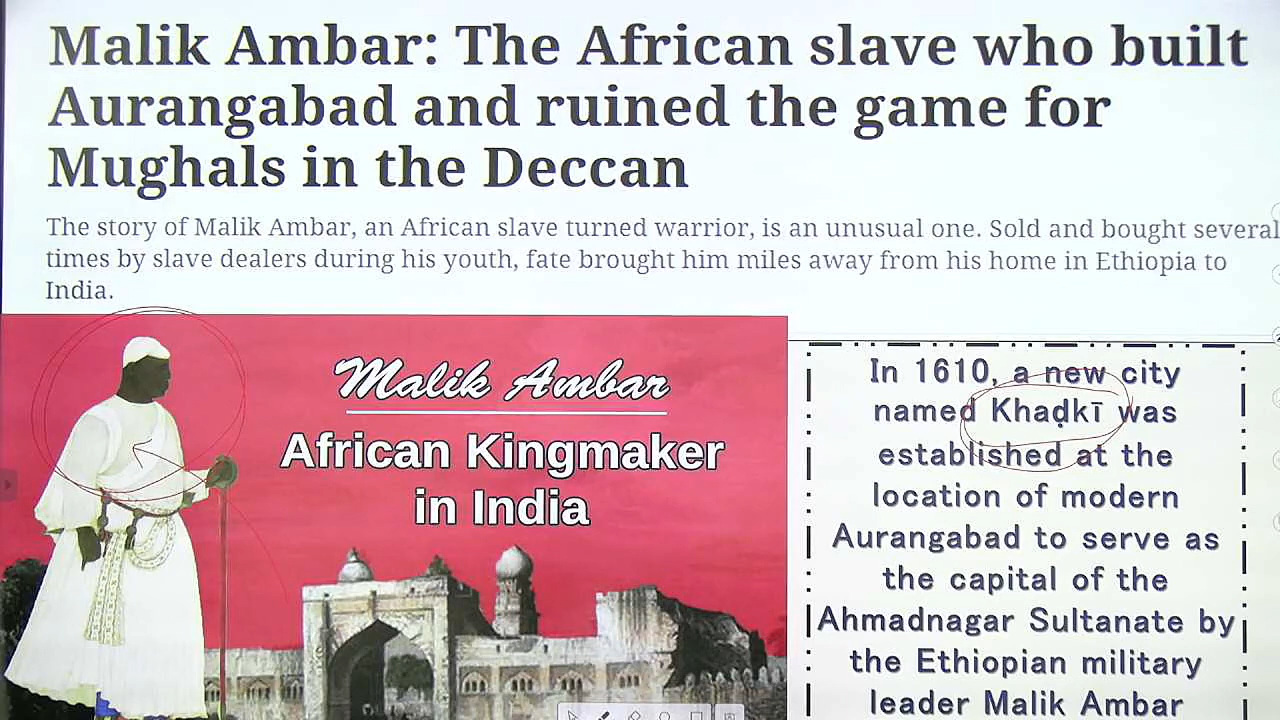 Malik Ambar: The African slave who built
Aurangabad and ruined the game for
Mughals in the Deccan
The story of Malik Ambar, an African slave turned warrior, is an unusual one. Sold and bought several
times by slave dealers during his youth, fate brought him miles away from his home in Ethiopia to
India.
Malik Ambar
African Kingmaker
in India
In 1610, a new city
named Khaḍkī was
established at the
location of modern
Aurangabad to serve as
the capital of the
Ahmadnagar Sultanate by
the Ethiopian military
leader Malik Ambar